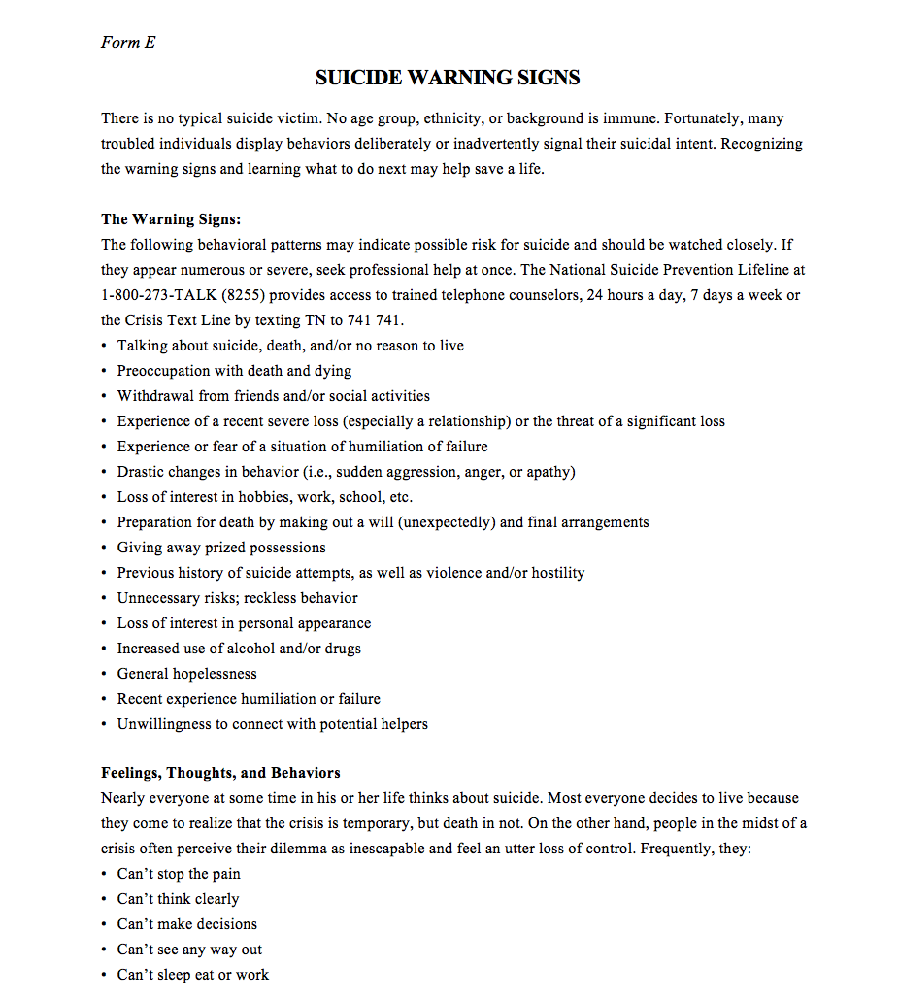 Form E
SUICIDE WARNING SIGNS
There is no typical suicide victim. No age group, ethnicity, or background is immune. Fortunately, many
troubled individuals display behaviors deliberately or inadvertently signal their suicidal intent. Recognizing
the warning signs and learning what to do next may help save a life.
The Warning Signs:
The following behavioral patterns may indicate possible risk for suicide and should be watched closely. If
they appear numerous or severe, seek professional help at once. The National Suicide Prevention Lifeline at
1-800-273-TALK (8255) provides access to trained telephone counselors, 24 hours a day, 7 days a week or
the Crisis Text Line by texting TN to 741 741.
• Talking about suicide, death, and/or no reason to live
• Preoccupation with death and dying
• Withdrawal from friends and/or social activities
• Experience of a recent severe loss (especially a relationship) or the threat of a significant loss
• Experience or fear of a situation of humiliation of failure
• Drastic changes in behavior (i.e., sudden aggression, anger, or apathy)
• Loss of interest in hobbies, work, school, etc.
• Preparation for death by making out a will (unexpectedly) and final arrangements
• Giving away prized possessions
• Previous history of suicide attempts, as well as violence and/or hostility
• Unnecessary risks; reckless behavior
• Loss of interest in personal appearance
• Increased use of alcohol and/or drugs
• General hopelessness
• Recent experience humiliation or failure
• Unwillingness to connect with potential helpers
Feelings, Thoughts, and Behaviors
Nearly everyone at some time in his or her life thinks about suicide. Most everyone decides to live because
they come to realize that the crisis is temporary, but death in not. On the other hand, people in the midst of a
crisis often perceive their dilemma as inescapable and feel an utter loss of control. Frequently, they:
• Can’t stop the pain
• Can’t think clearly
• Can’t make decisions
• Can’t see any way out
• Can’t sleep eat or work